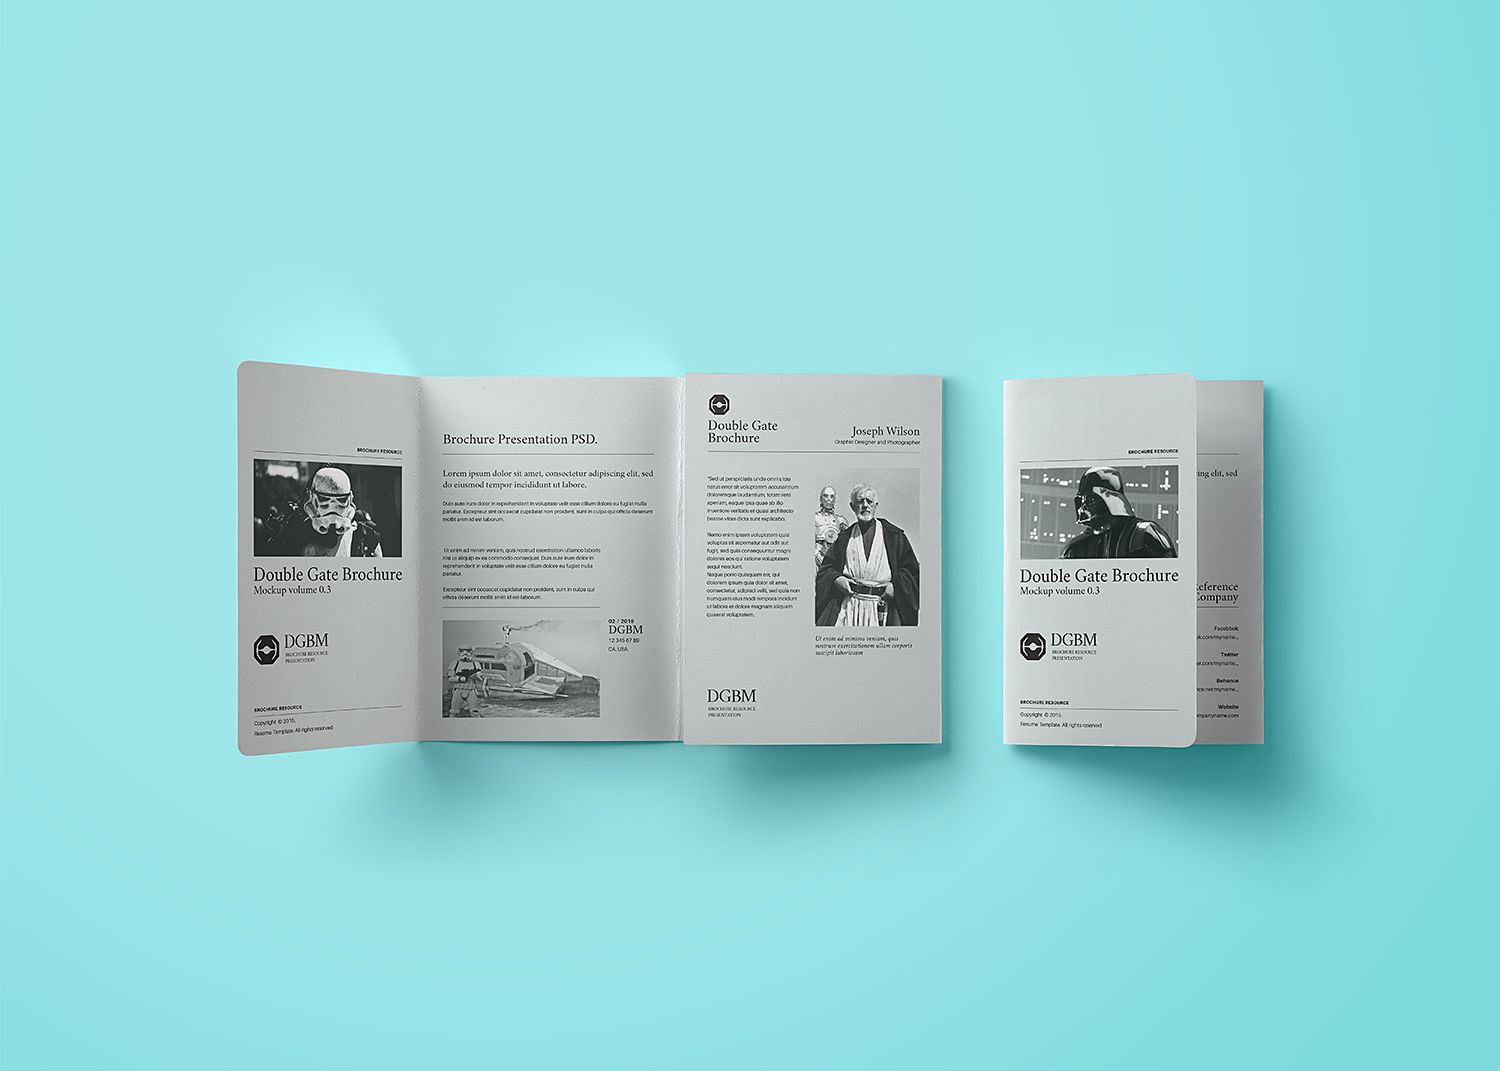 BROCHURE RESOURCE
Double Gate Brochure
Mockup volume 0.3
DGBM
BROCHURE RESOURCE
PRESENTATION
BROCHURE RESOURCE
Copyright © 2015.
Resume Template. All rights reserved
Brochure Presentation PSD.
Lorem ipsum dolor sit amet, consectetur adipiscing elit, sed
do eiusmod tempor incididunt ut labore.
Duis aute irure dolor in reprehenderit in voluptate velit esse cillum dolore eu fugiat nulla
pariatur. Excepteur sint occaecat cupidatat non proident, sunt in culpa qui officia deserunt
mollit anim id est laborum.
Ut enim ad minim veniam, quis nostrud exercitation ullamco laboris
nisi ut aliquip ex ea commodo consequat. Duis aute irure dolor in
reprehenderit in voluptate velit esse cillum dolore eu fugiat nulla
pariatur.
Excepteur sint occaecat cupidatat non proident, sunt in culpa qui
officia deserunt mollit anim id est laborum.
02 / 2016
DGBM
12 345 67 89
CA. USA
Double Gate
Brochure
Joseph Wilson
Graphic Designer and Photographer
"Sed ut perspiciatis unde omnis iste
natus error sit voluptatem accusantium
doloremque laudantium, totam rem
aperiam, eaque ipsa quae ab illo
inventore veritatis et quasi architecto
beatae vitae dicta sunt explicabo.
Nemo enim ipsam voluptatem quia
voluptas sit aspernatur aut odit aut
fugit, sed quia consequuntur magni
dolores eos qui ratione voluptatem
sequi nesciunt.
Neque porro quisquam est, qui
dolorem ipsum quia dolor sit amet,
consectetur, adipisci velit, sed quia non
numquam eius modi tempora incidunt
ut labore et dolore magnam aliquam
quaerat voluptatem.
Ut enim ad minima veniam, quis
nostrum exercitationem ullam corporis
suscipit laboriosam
DGBM
BROCHURE RESOURCE
PRESENTATION
BROCHURE RESOURCE
Double Gate Brochure
Mockup volume 0.3
DGBM
BROCHURE RESOURCE
PRESENTATION
BROCHURE RESOURCE
Copyright © 2015.
Resume Template. All rights reserved
ing elit, sed
eference
Company
Facebbok
ok.com/myname...
Twitter
er.com/myname...
Behance
nce.net/myname...
Website
ompanyname.com